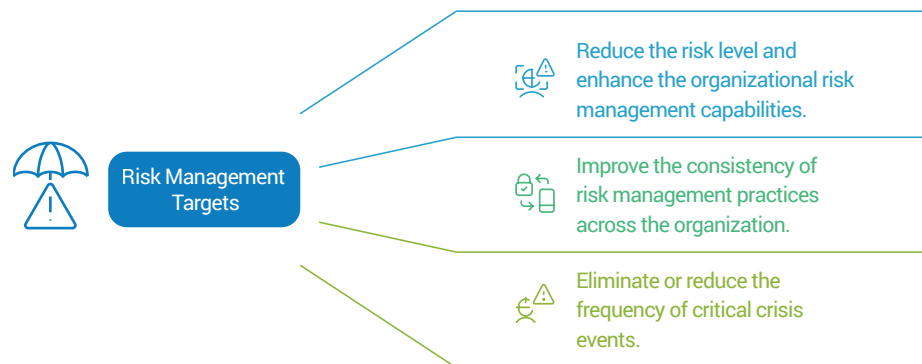 Risk Management
Targets
Reduce the risk level and
enhance the organizational risk
management capabilities.
Improve the consistency of
risk management practices
across the organization.
Eliminate or reduce the
frequency of critical crisis
events.